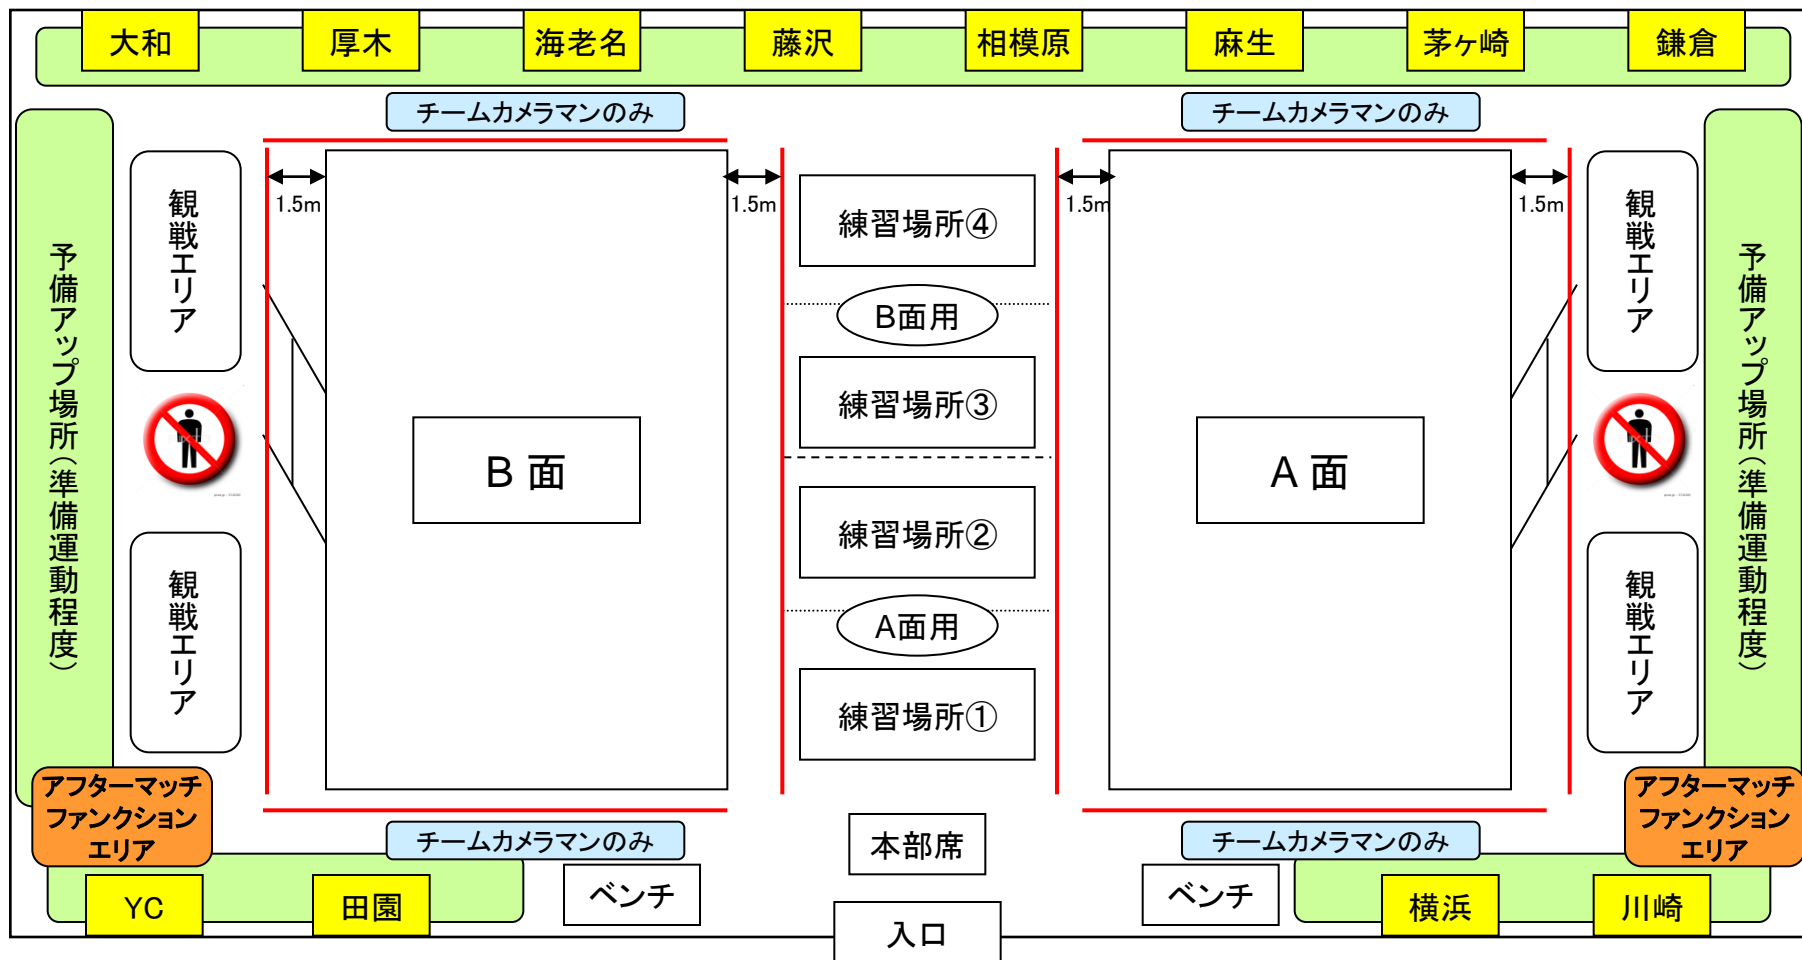 大和
厚木
海老名
藤沢
相模原
麻生
茅ヶ崎
鎌倉
チームカメラマンのみ
チームカメラマンのみ
予備アップ場所（準備運動程度）
観戦エリア
1.5m
1.5m
練習場所④
1.5m
1.5m
観戦エリア
予備アップ場所（準備運動程度）
B面用
練習場所③
B 面
A 面
練習場所②
A面用
観戦エリア
練習場所①
観戦エリア
アフターマッチ
ファンクション
エリア
チームカメラマンのみ
本部席
チームカメラマンのみ
アフターマッチ
ファンクション
エリア
YC
田園
ベンチ
入口
ベンチ
横浜
川崎